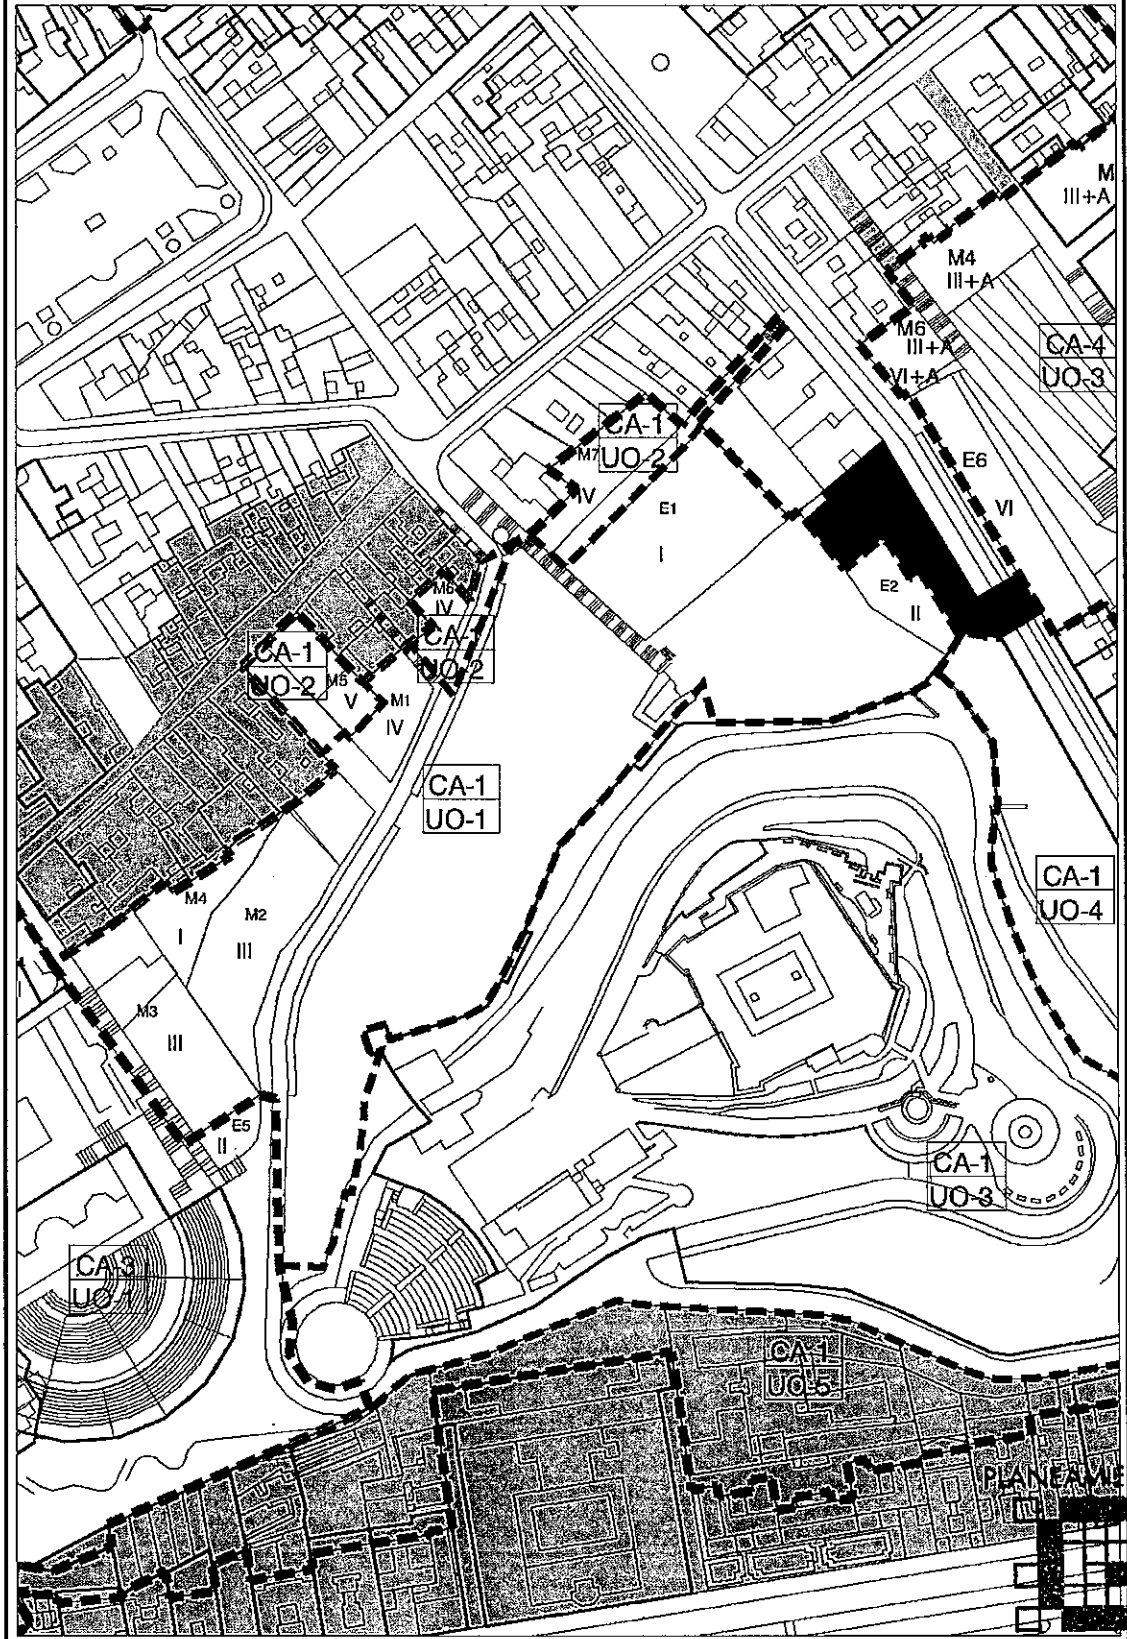 M
III+A
M4
III+A
M6
III+A
VI+A
CA-4
UO-3
CA-1
UO-2
M7
IV
E6
VI
E1
I
E2
II
M6
IV
CA-1
UO-2
CA-1
UO-2
M5
V
M1
IV
CA-1
UO-1
CA-1
UO-4
M4
I
M2
III
M3
III
E5
II
CA-1
UO-3
CA-3
UO-1
CA-1
UO-5
PLANEAMIE